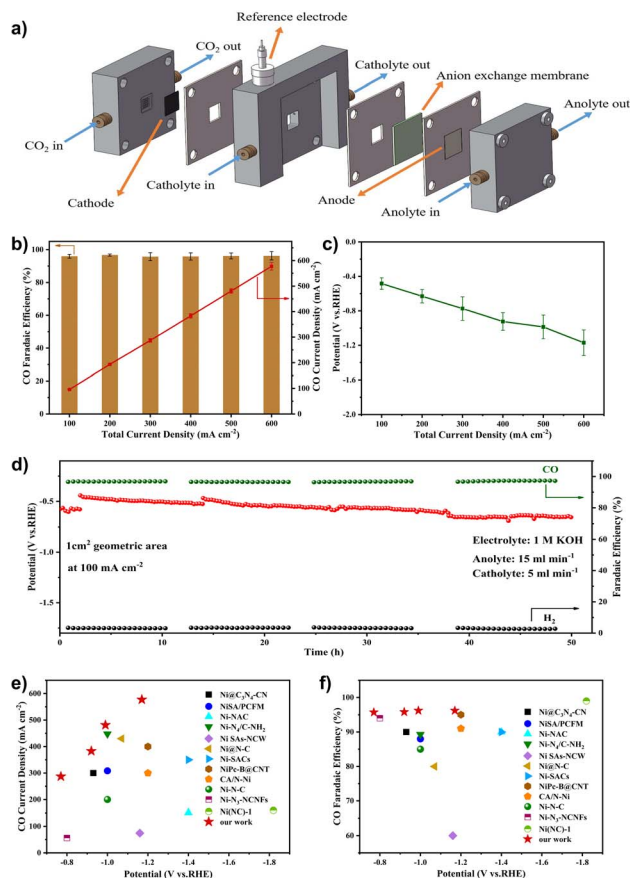 a)
Reference electrode
CO2 out
Catholyte out
Anion exchange membrane
Anolyte out
CO2 in
Cathode
Catholyte in
Anode
Anolyte in
b)
CO Faradaic Efficiency (%)
100
80
60
40
20
0
100 200 300 400 500 600
Total Current Density (mA cm-2)
600
500
400
300
200
100
0
CO Current Density (mA cm-2)
c)
Potential (V vs.RHE)
0.0
-0.4
-0.8
-1.2
-1.6
-2.0
100 200 300 400 500 600
Total Current Density (mA cm-2)
d)
Potential (V vs.RHE)
-0.5
-1.0
-1.5
CO
1cm2 geometric area
at 100 mA cm-2
Electrolyte: 1 M KOH
Anolyte: 15 ml min-1
Catholyte: 5 ml min-1
H2
100
80
60
40
20
0
Faradaic Efficiency (%)
0 10 20 30 40 50
Time (h)
e)
CO Current Density (mA cm-2)
600
500
400
300
200
100
0
Ni@C3N4-CN
NiSA/PCFM
Ni-NAC
Ni-N4/C-NH2
Ni SAs-NCW
Ni@N-C
Ni-SACs
NiPc-B@CNT
CA/N-Ni
Ni-N-C
Ni-N3-NCNFs
Ni(NC)-1
our work
-0.8 -1.0 -1.2 -1.4 -1.6 -1.8
Potential (V vs.RHE)
f)
CO Faradaic Efficiency (%)
100
90
80
70
60
50
Ni@C3N4-CN
NiSA/PCFM
Ni-N4/C-NH2
Ni SAs-NCW
Ni@N-C
Ni-SACs
NiPc-B@CNT
CA/N-Ni
Ni-N-C
Ni-N3-NCNFs
Ni(NC)-1
our work
-0.8 -1.0 -1.2 -1.4 -1.6 -1.8
Potential (V vs.RHE)